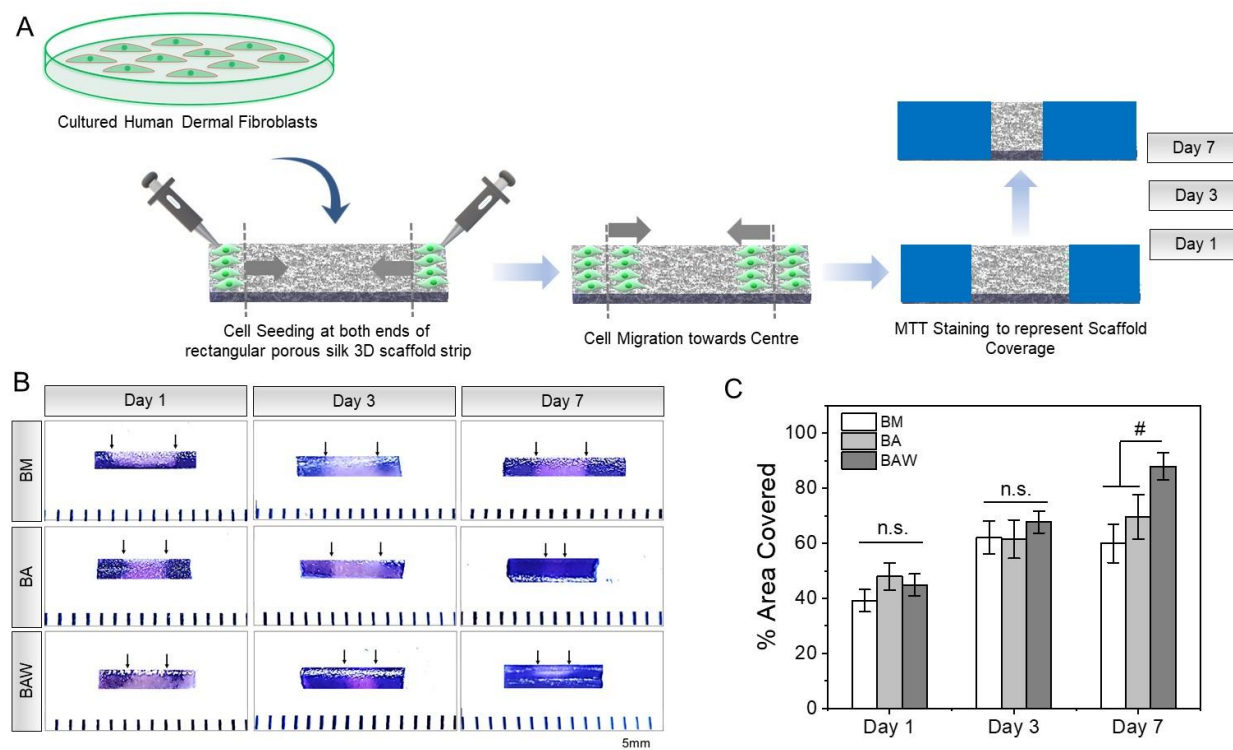 A
Cultured Human Dermal Fibroblasts
Cell Seeding at both ends of
rectangular porous silk 3D scaffold strip
Cell Migration towards Centre
MTT Staining to represent Scaffold
Coverage
Day 7
Day 3
Day 1
B
Day 1
Day 3
Day 7
BM
BA
BAW
5mm
C
% Area Covered
100
80
60
40
20
0
BM
BA
BAW
n.s.
n.s.
#
Day 1
Day 3
Day 7